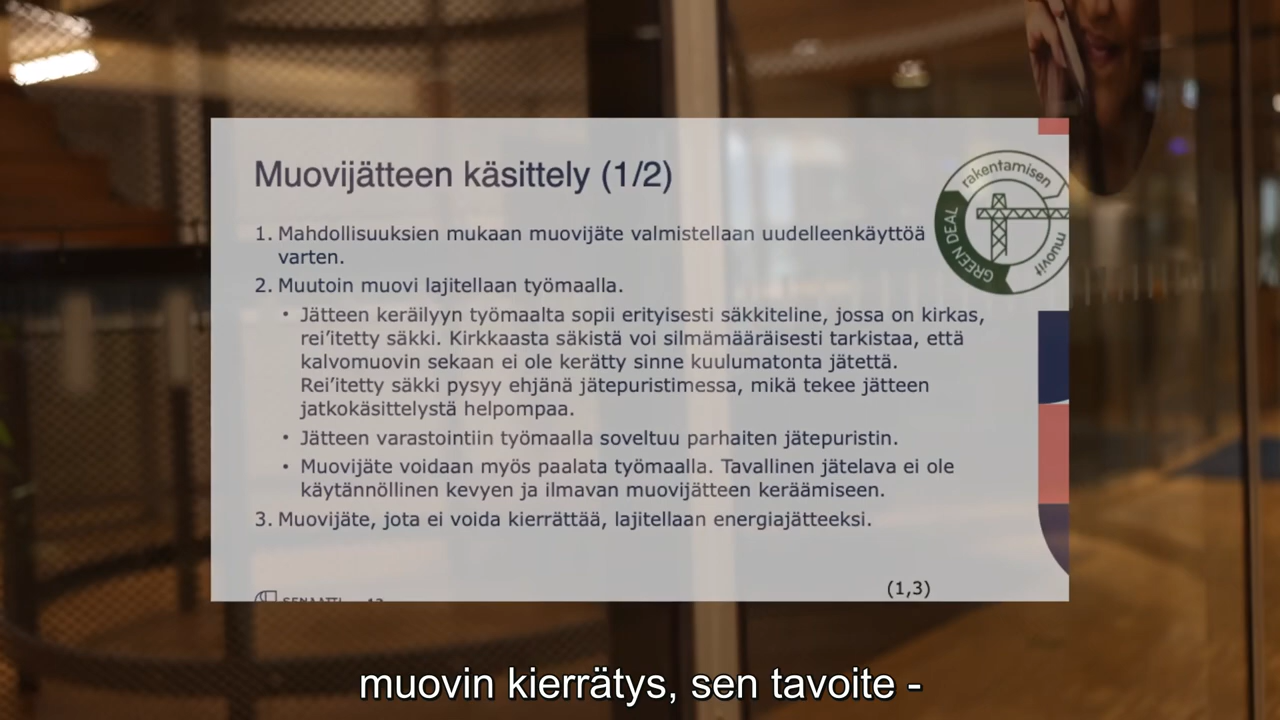 Muovijätteen käsittely (1/2)
rakentamisen
muovit
GREEN DEAL
1. Mahdollisuuksien mukaan muovijäte valmistellaan uudelleenkäyttöä
varten.
2. Muutoin muovi lajitellaan työmaalla.
• Jätteen keräilyyn työmaalta sopii erityisesti säkkiteline, jossa on kirkas,
rei’itetty säkki. Kirkkaasta säkistä voi silmämääräisesti tarkistaa, että
kalvomuovin sekaan ei ole kerätty sinne kuulumatonta jätettä.
Rei’itetty säkki pysyy ehjänä jätepuristimessa, mikä tekee jätteen
jatkokäsittelystä helpompaa.
• Jätteen varastointiin työmaalla soveltuu parhaiten jätepuristin.
• Muovijäte voidaan myös paalata työmaalla. Tavallinen jätelava ei ole
käytännöllinen kevyen ja ilmavan muovijätteen keräämiseen.
3. Muovijäte, jota ei voida kierrättää, lajitellaan energiajätteeksi.
(1,3)
SENAATTI
muovin kierrätys, sen tavoite -